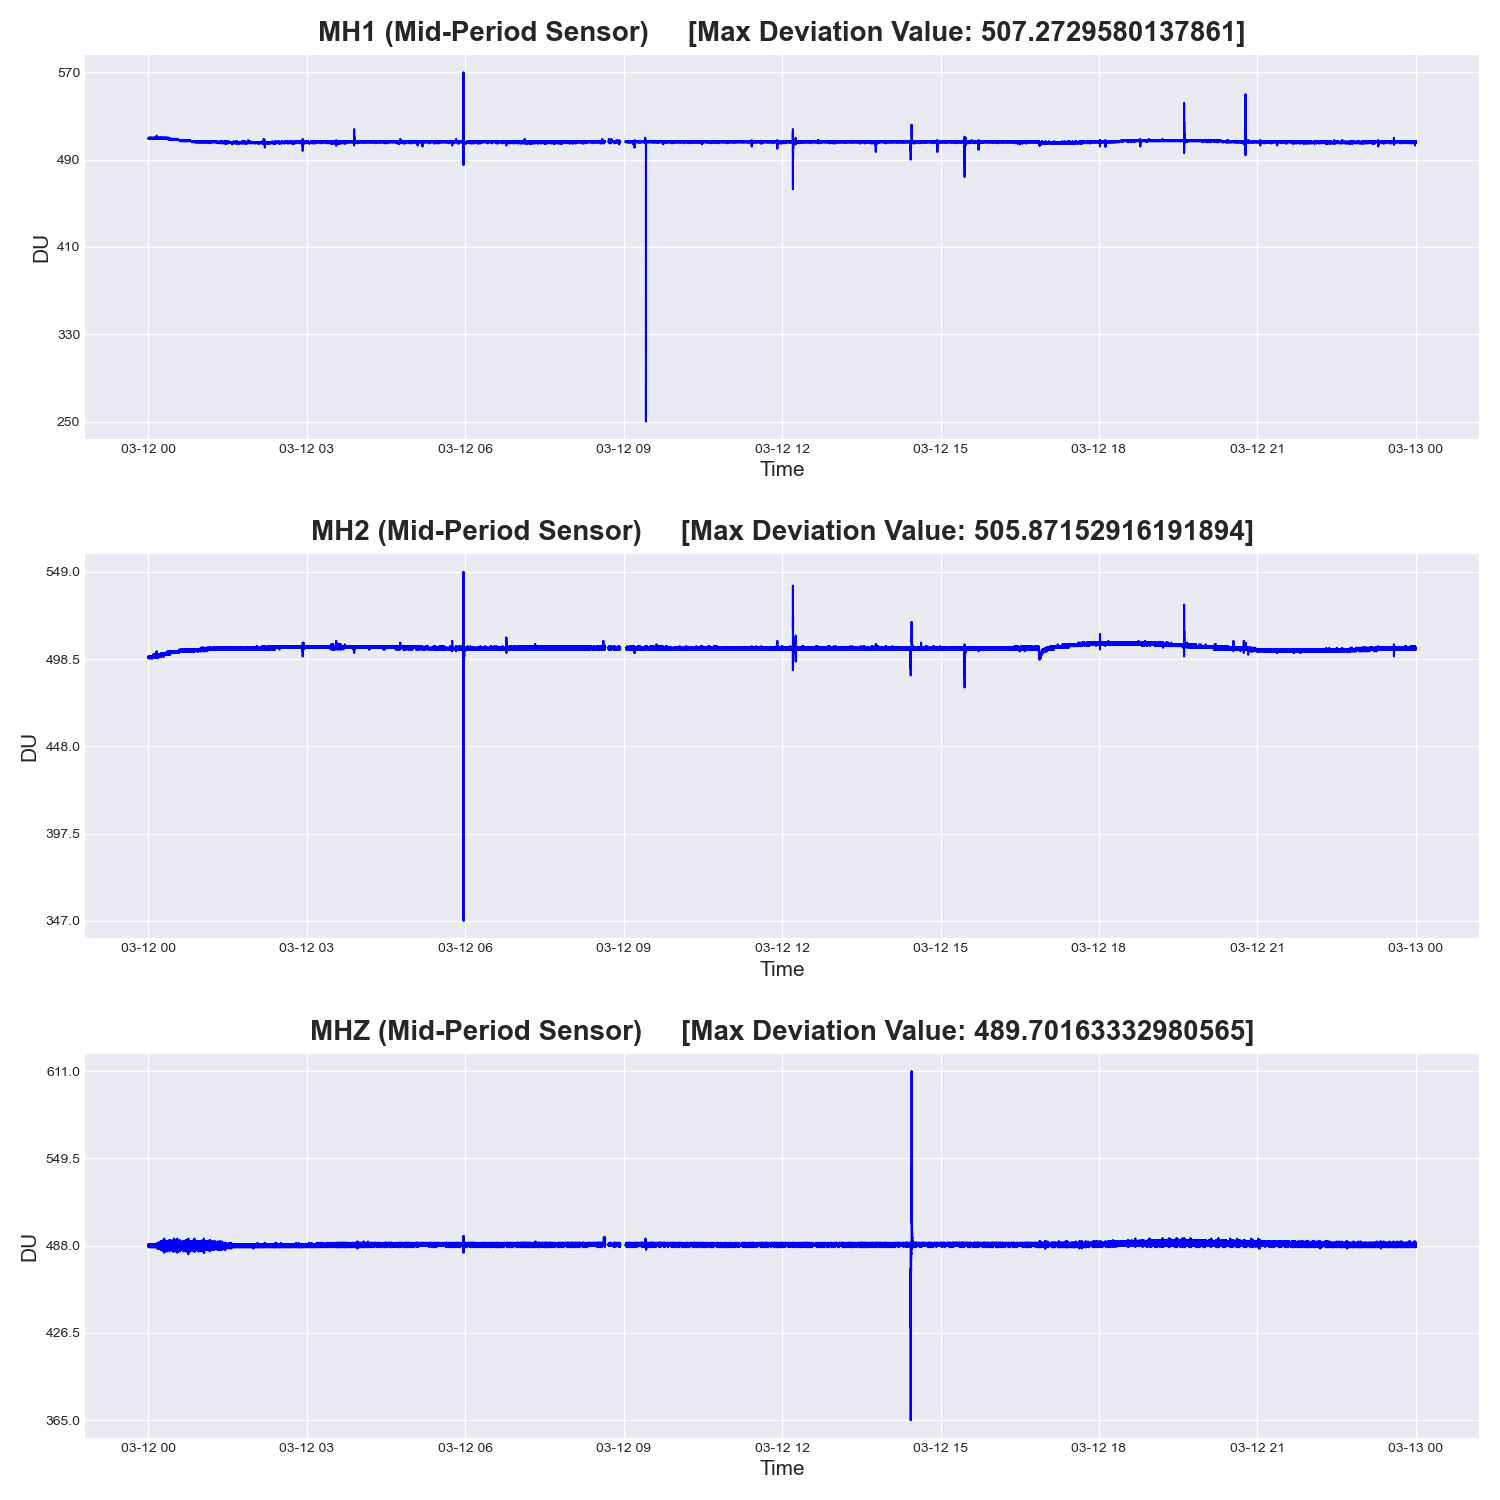 MH1 (Mid-Period Sensor) [Max Deviation Value: 507.2729580137861]
570
490
410
330
250
DU
03-12 00 03-12 03 03-12 06 03-12 09 03-12 12 03-12 15 03-12 18 03-12 21 03-13 00
Time
MH2 (Mid-Period Sensor) [Max Deviation Value: 505.87152916191894]
549.0
498.5
448.0
397.5
347.0
DU
03-12 00 03-12 03 03-12 06 03-12 09 03-12 12 03-12 15 03-12 18 03-12 21 03-13 00
Time
MHZ (Mid-Period Sensor) [Max Deviation Value: 489.70163332980565]
611.0
549.5
488.0
426.5
365.0
DU
03-12 00 03-12 03 03-12 06 03-12 09 03-12 12 03-12 15 03-12 18 03-12 21 03-13 00
Time